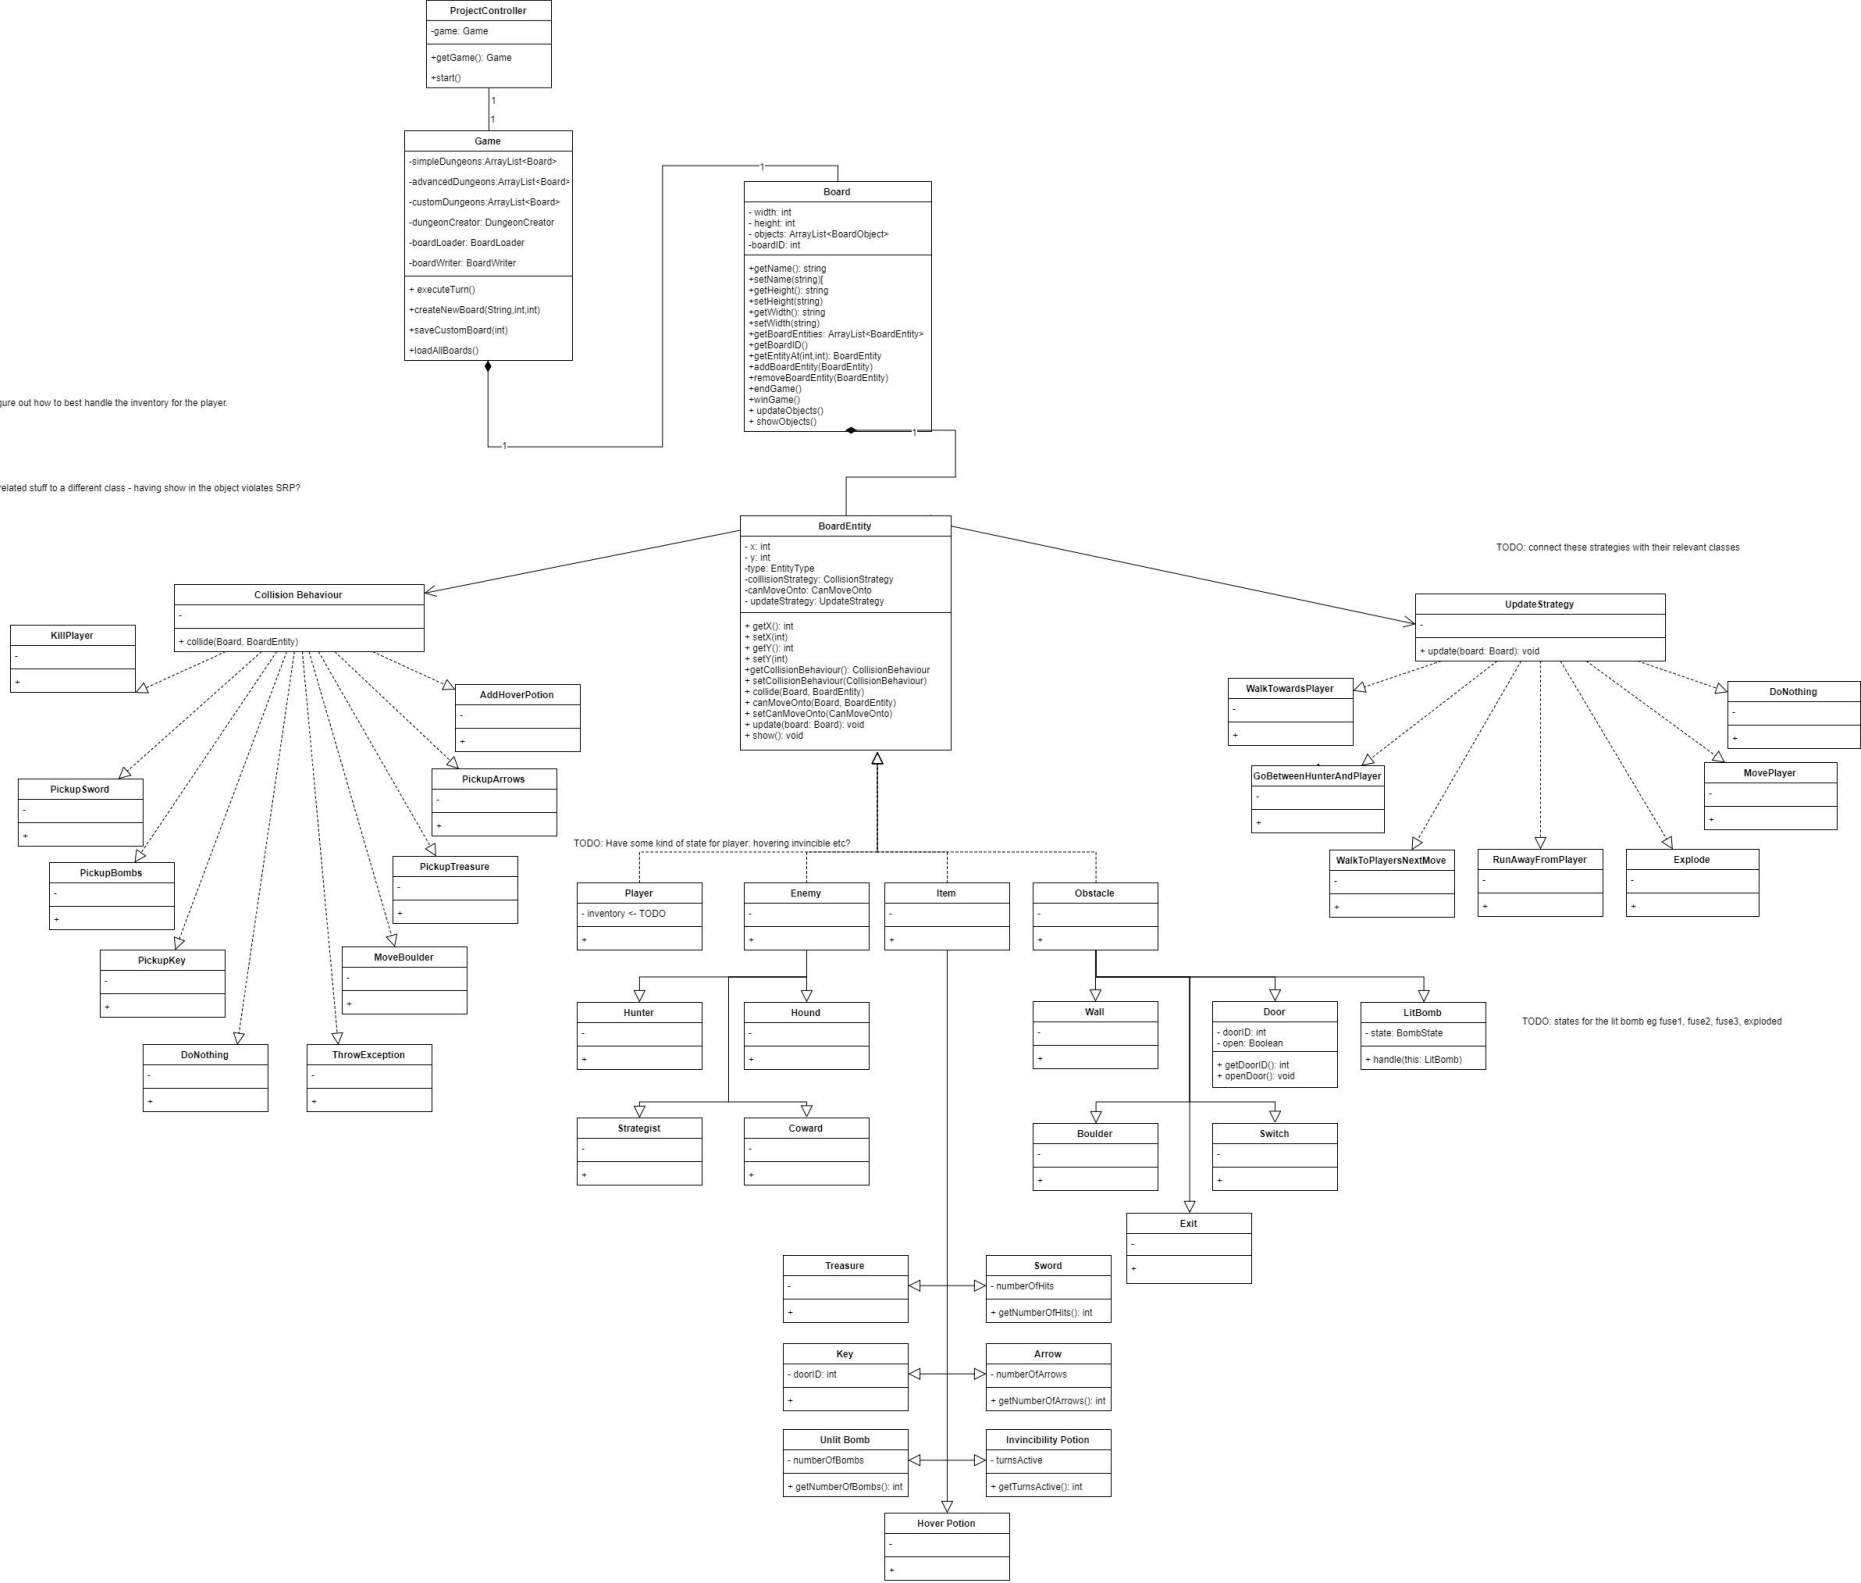 ProjectController
-game: Game
+getGame(): Game
+start()
1
1
Game
-simpleDungeons:ArrayList<Board>
-advancedDungeons:ArrayList<Board>
-customDungeons:ArrayList<Board>
-dungeonCreator: DungeonCreator
-boardLoader: BoardLoader
-boardWriter: BoardWriter
+ executeTurn()
+createNewBoard(String,int,int)
+saveCustomBoard(int)
+loadAllBoards()
1
1
Board
- width: int
- height: int
- objects: ArrayList<BoardObject>
-boardID: int
+getName(): string
+setName(string){
+getHeight(): string
+setHeight(string)
+getWidth(): string
+setWidth(string)
+getBoardEntities: ArrayList<BoardEntity>
+getBoardID()
+getEntityAt(int,int): BoardEntity
+addBoardEntity(BoardEntity)
+removeBoardEntity(BoardEntity)
+endGame()
+winGame()
+ updateObjects()
+ showObjects()
1
gure out how to best handle the inventory for the player.
related stuff to a different class - having show in the object violates SRP?
BoardEntity
- x: int
- y: int
-type: EntityType
-colllisionStrategy: CollisionStrategy
-canMoveOnto: CanMoveOnto
- updateStrategy: UpdateStrategy
+ getX(): int
+ setX(int)
+ getY(): int
+ setY(int)
+getCollisionBehaviour(): CollisionBehaviour
+ setCollisionBehaviour(CollisionBehaviour)
+ collide(Board, BoardEntity)
+ canMoveOnto(Board, BoardEntity)
+ setCanMoveOnto(CanMoveOnto)
+ update(board: Board): void
+ show(): void
TODO: connect these strategies with their relevant classes
Collision Behaviour
-
+ collide(Board, BoardEntity)
UpdateStrategy
-
+ update(board: Board): void
KillPlayer
-
+
AddHoverPotion
-
+
PickupSword
-
+
PickupArrows
-
+
PickupBombs
-
+
PickupTreasure
-
+
PickupKey
-
+
MoveBoulder
-
+
DoNothing
-
+
ThrowException
-
+
WalkTowardsPlayer
-
+
DoNothing
-
+
GoBetweenHunterAndPlayer
-
+
MovePlayer
-
+
WalkToPlayersNextMove
-
+
RunAwayFromPlayer
-
+
Explode
-
+
TODO: Have some kind of state for player: hovering invincible etc?
Player
- inventory <- TODO
+
Enemy
-
+
Item
-
+
Obstacle
-
+
Hunter
-
+
Hound
-
+
Wall
-
+
Door
- doorID: int
- open: Boolean
+ getDoorID(): int
+ openDoor(): void
LitBomb
- state: BombState
+ handle(this: LitBomb)
TODO: states for the lit bomb eg fuse1, fuse2, fuse3, exploded
Strategist
-
+
Coward
-
+
Boulder
-
+
Switch
-
+
Exit
-
+
Treasure
-
+
Sword
- numberOfHits
+ getNumberOfHits(): int
Key
- doorID: int
+
Arrow
- numberOfArrows
+ getNumberOfArrows(): int
Unlit Bomb
- numberOfBombs
+ getNumberOfBombs(): int
Invincibility Potion
- turnsActive
+ getTurnsActive(): int
Hover Potion
-
+